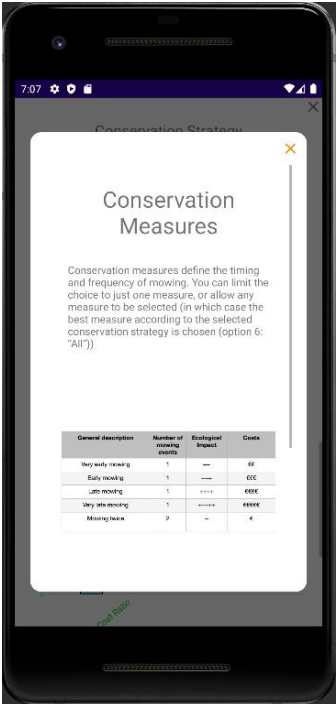 7:07
Conservation Strategy
Conservation
Measures
Conservation measures define the timing
and frequency of mowing. You can limit the
choice to just one measure, or allow any
measure to be selected (in which case the
best measure according to the selected
conservation strategy is chosen (option 6:
"All"))
General description Number of mowing events Ecological Impact Costs
Very early mowing 1 €€
Early mowing 1 €€€
Late mowing 1 ++++ €€€€
Very late mowing 1 +++++ €€€€€
Mowing twice 2 €
Cost Ratio